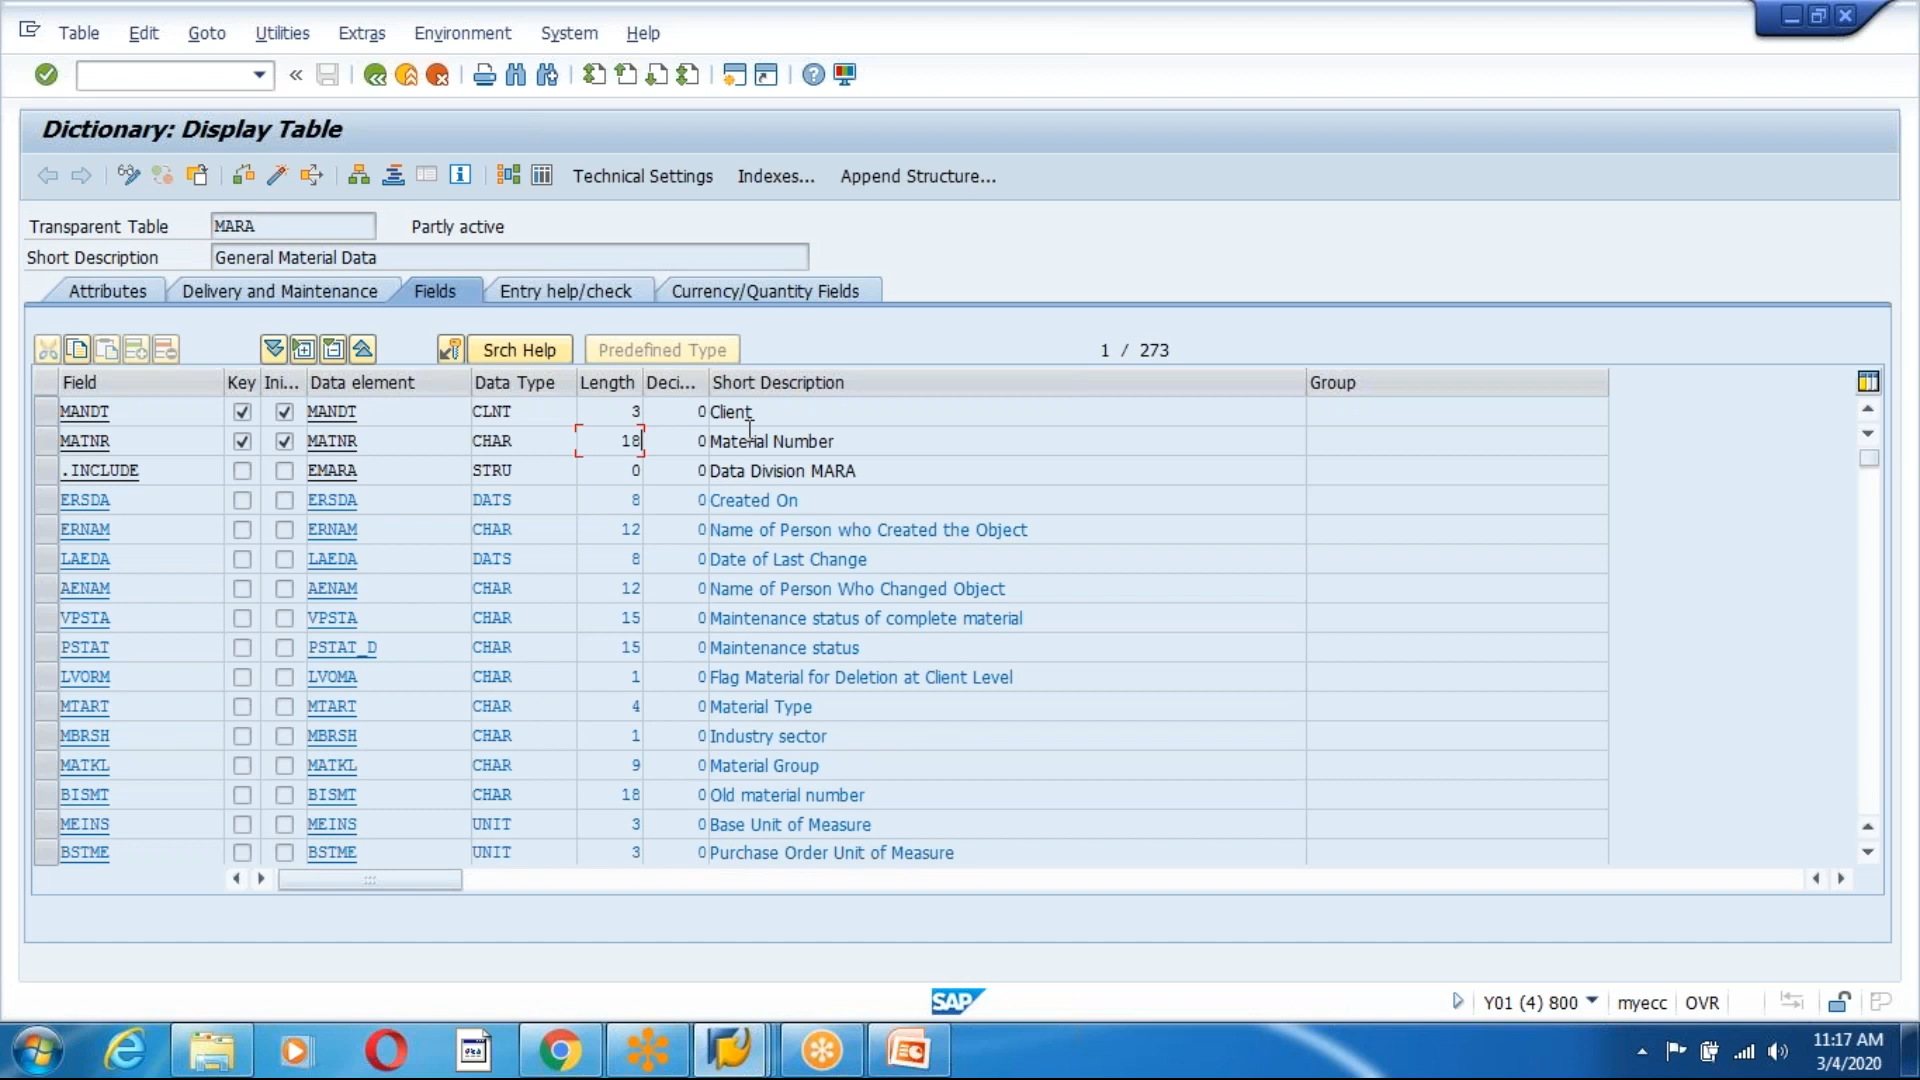 Table Edit Goto Utilities Extras Environment System Help
Dictionary: Display Table
Technical Settings Indexes... Append Structure...
Transparent Table MARA Partly active
Short Description General Material Data
Attributes Delivery and Maintenance Fields Entry help/check Currency/Quantity Fields
Srch Help Predefined Type 1 / 273
Field Key Ini... Data element Data Type Length Deci... Short Description Group
MANDT MANDT CLNT 3 0 Client
MATNR MATNR CHAR 18 0 Material Number
.INCLUDE EMARA STRU 0 0 Data Division MARA
ERSDA ERSDA DATS 8 0 Created On
ERNAM ERNAM CHAR 12 0 Name of Person who Created the Object
LAEDA LAEDA DATS 8 0 Date of Last Change
AENAM AENAM CHAR 12 0 Name of Person Who Changed Object
VPSTA VPSTA CHAR 15 0 Maintenance status of complete material
PSTAT PSTAT_D CHAR 15 0 Maintenance status
LVORM LVOMA CHAR 1 0 Flag Material for Deletion at Client Level
MTART MTART CHAR 4 0 Material Type
MBRSH MBRSH CHAR 1 0 Industry sector
MATKL MATKL CHAR 9 0 Material Group
BISMT BISMT CHAR 18 0 Old material number
MEINS MEINS UNIT 3 0 Base Unit of Measure
BSTME BSTME UNIT 3 0 Purchase Order Unit of Measure
SAP Y01 (4) 800 myecc OVR
11:17 AM
3/4/2020